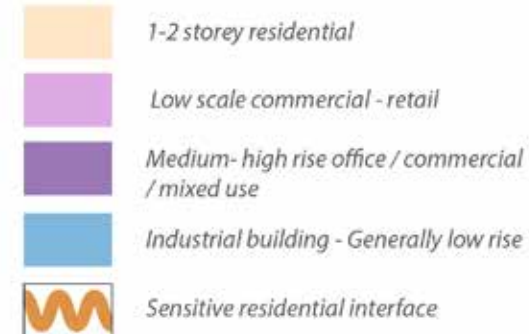 1-2 storey residential
Low scale commercial - retail
Medium- high rise office / commercial
/ mixed use
Industrial building - Generally low rise
Sensitive residential interface